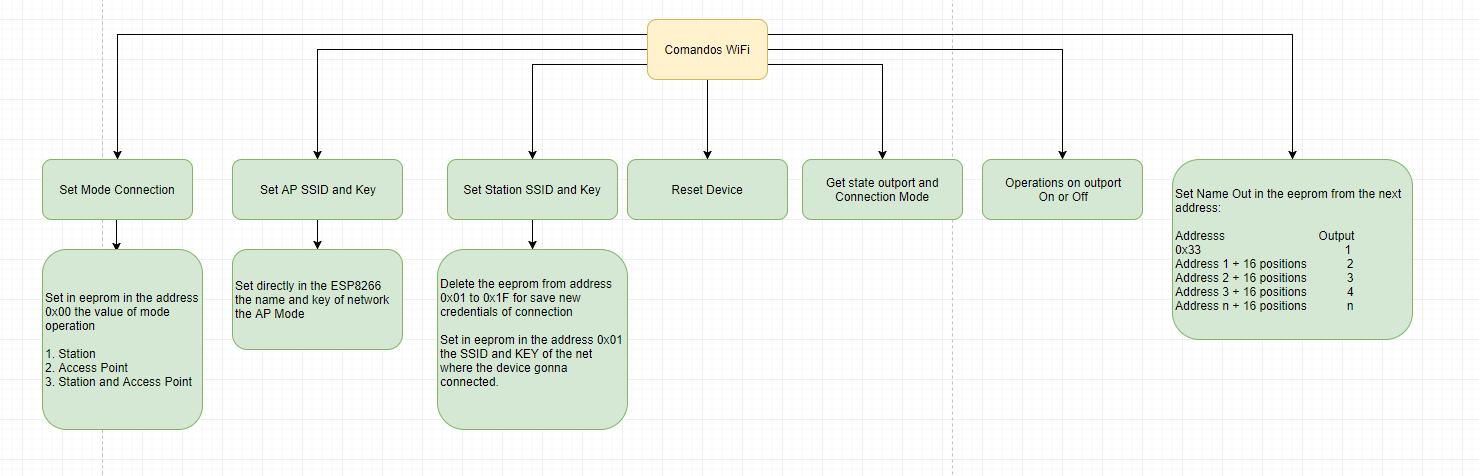 Comandos WiFi
Set Mode Connection
Set AP SSID and Key
Set Station SSID and Key
Reset Device
Get state outport and
Connection Mode
Operations on outport
On or Off
Set Name Out in the eeprom from the next
address:
Addresss Output
0x33 1
Address 1 + 16 positions 2
Address 2 + 16 positions 3
Address 3 + 16 positions 4
Address n + 16 positions n
Set in eeprom in the address
0x00 the value of mode
operation
1. Station
2. Access Point
3. Station and Access Point
Set directly in the ESP8266
the name and key of network
the AP Mode
Delete the eeprom from address
0x01 to 0x1F for save new
credentials of connection
Set in eeprom in the address 0x01
the SSID and KEY of the net
where the device gonna
connected.